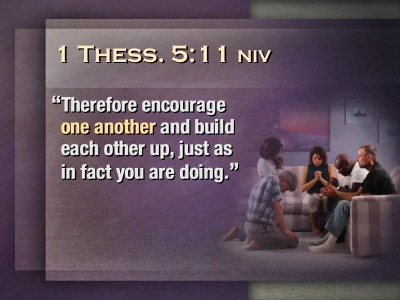 1 THESS. 5:11 NIV
“Therefore encourage
one another and build
each other up, just as
in fact you are doing.”